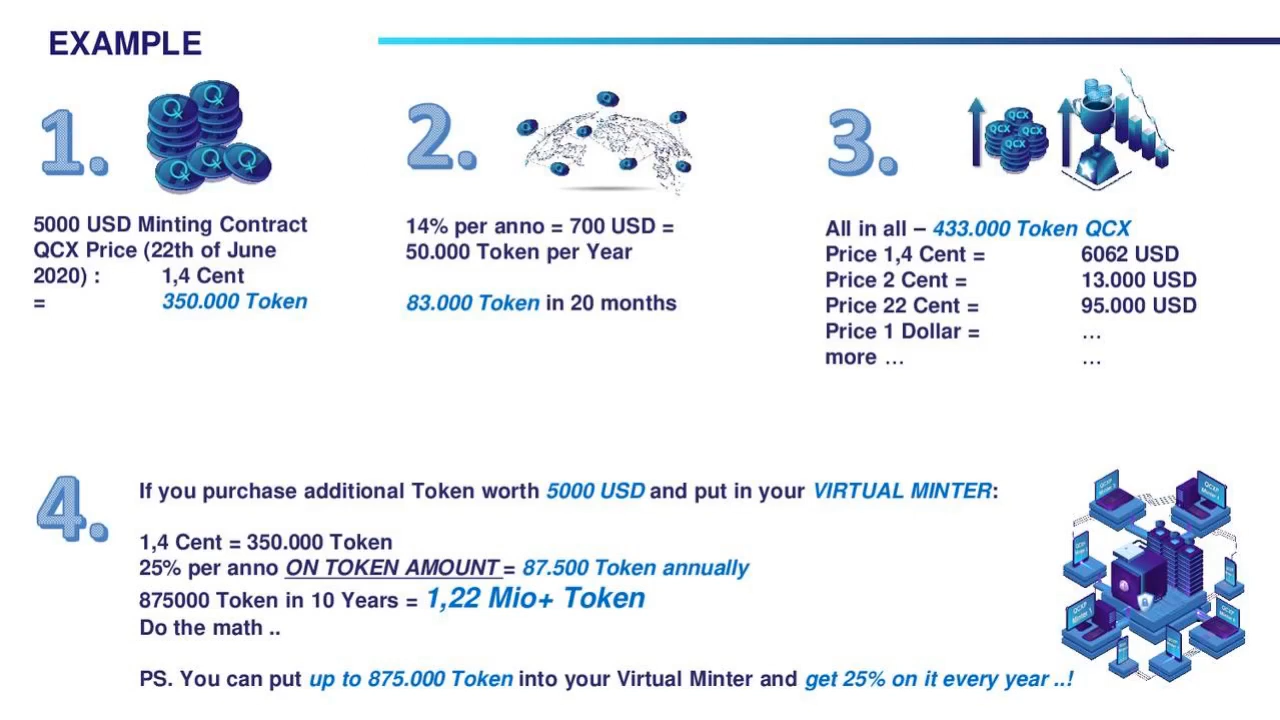 EXAMPLE
1.
5000 USD Minting Contract
QCX Price (22th of June
2020) : 1,4 Cent
= 350.000 Token
2.
14% per anno = 700 USD =
50.000 Token per Year
83.000 Token in 20 months
3.
QCX
QCX QCX
QCX
All in all – 433.000 Token QCX
Price 1,4 Cent = 6062 USD
Price 2 Cent = 13.000 USD
Price 22 Cent = 95.000 USD
Price 1 Dollar = …
more … …
4.
If you purchase additional Token worth 5000 USD and put in your VIRTUAL MINTER:
1,4 Cent = 350.000 Token
25% per anno ON TOKEN AMOUNT = 87.500 Token annually
875000 Token in 10 Years = 1,22 Mio+ Token
Do the math ..
PS. You can put up to 875.000 Token into your Virtual Minter and get 25% on it every year ..!